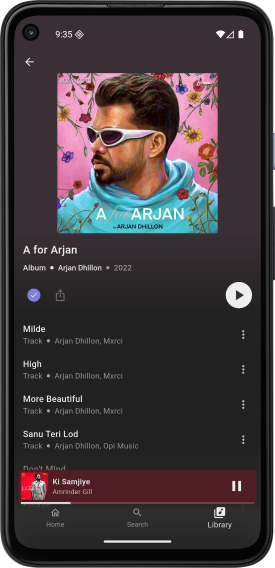 9:35
A for ARJAN
ARJAN DHILLON
A for Arjan
Album • Arjan Dhillon • 2022
Milde
Track • Arjan Dhillon, Mxrci
High
Track • Arjan Dhillon, Mxrci
More Beautiful
Track • Arjan Dhillon, Mxrci
Sanu Teri Lod
Track • Arjan Dhillon, Opi Music
Don't Mind
Ki Samjiye
Amrinder Gill
Home
Search
Library